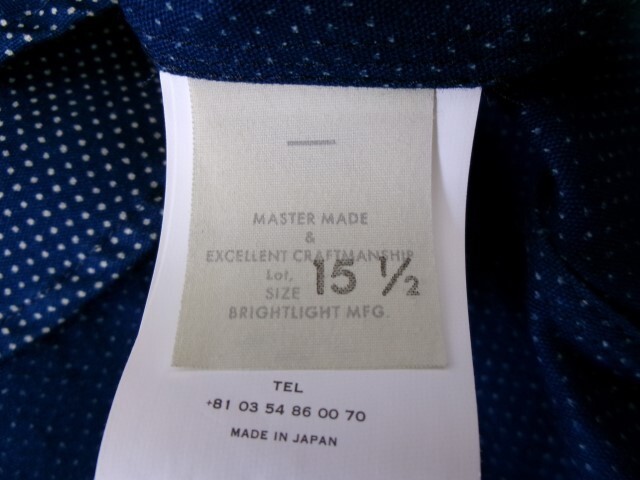 MASTER MADE
&
EXCELLENT CRAFTMANSHIP
Lot,
SIZE 15 ½
BRIGHTLIGHT MFG.
TEL
+81 03 54 86 00 70
MADE IN JAPAN